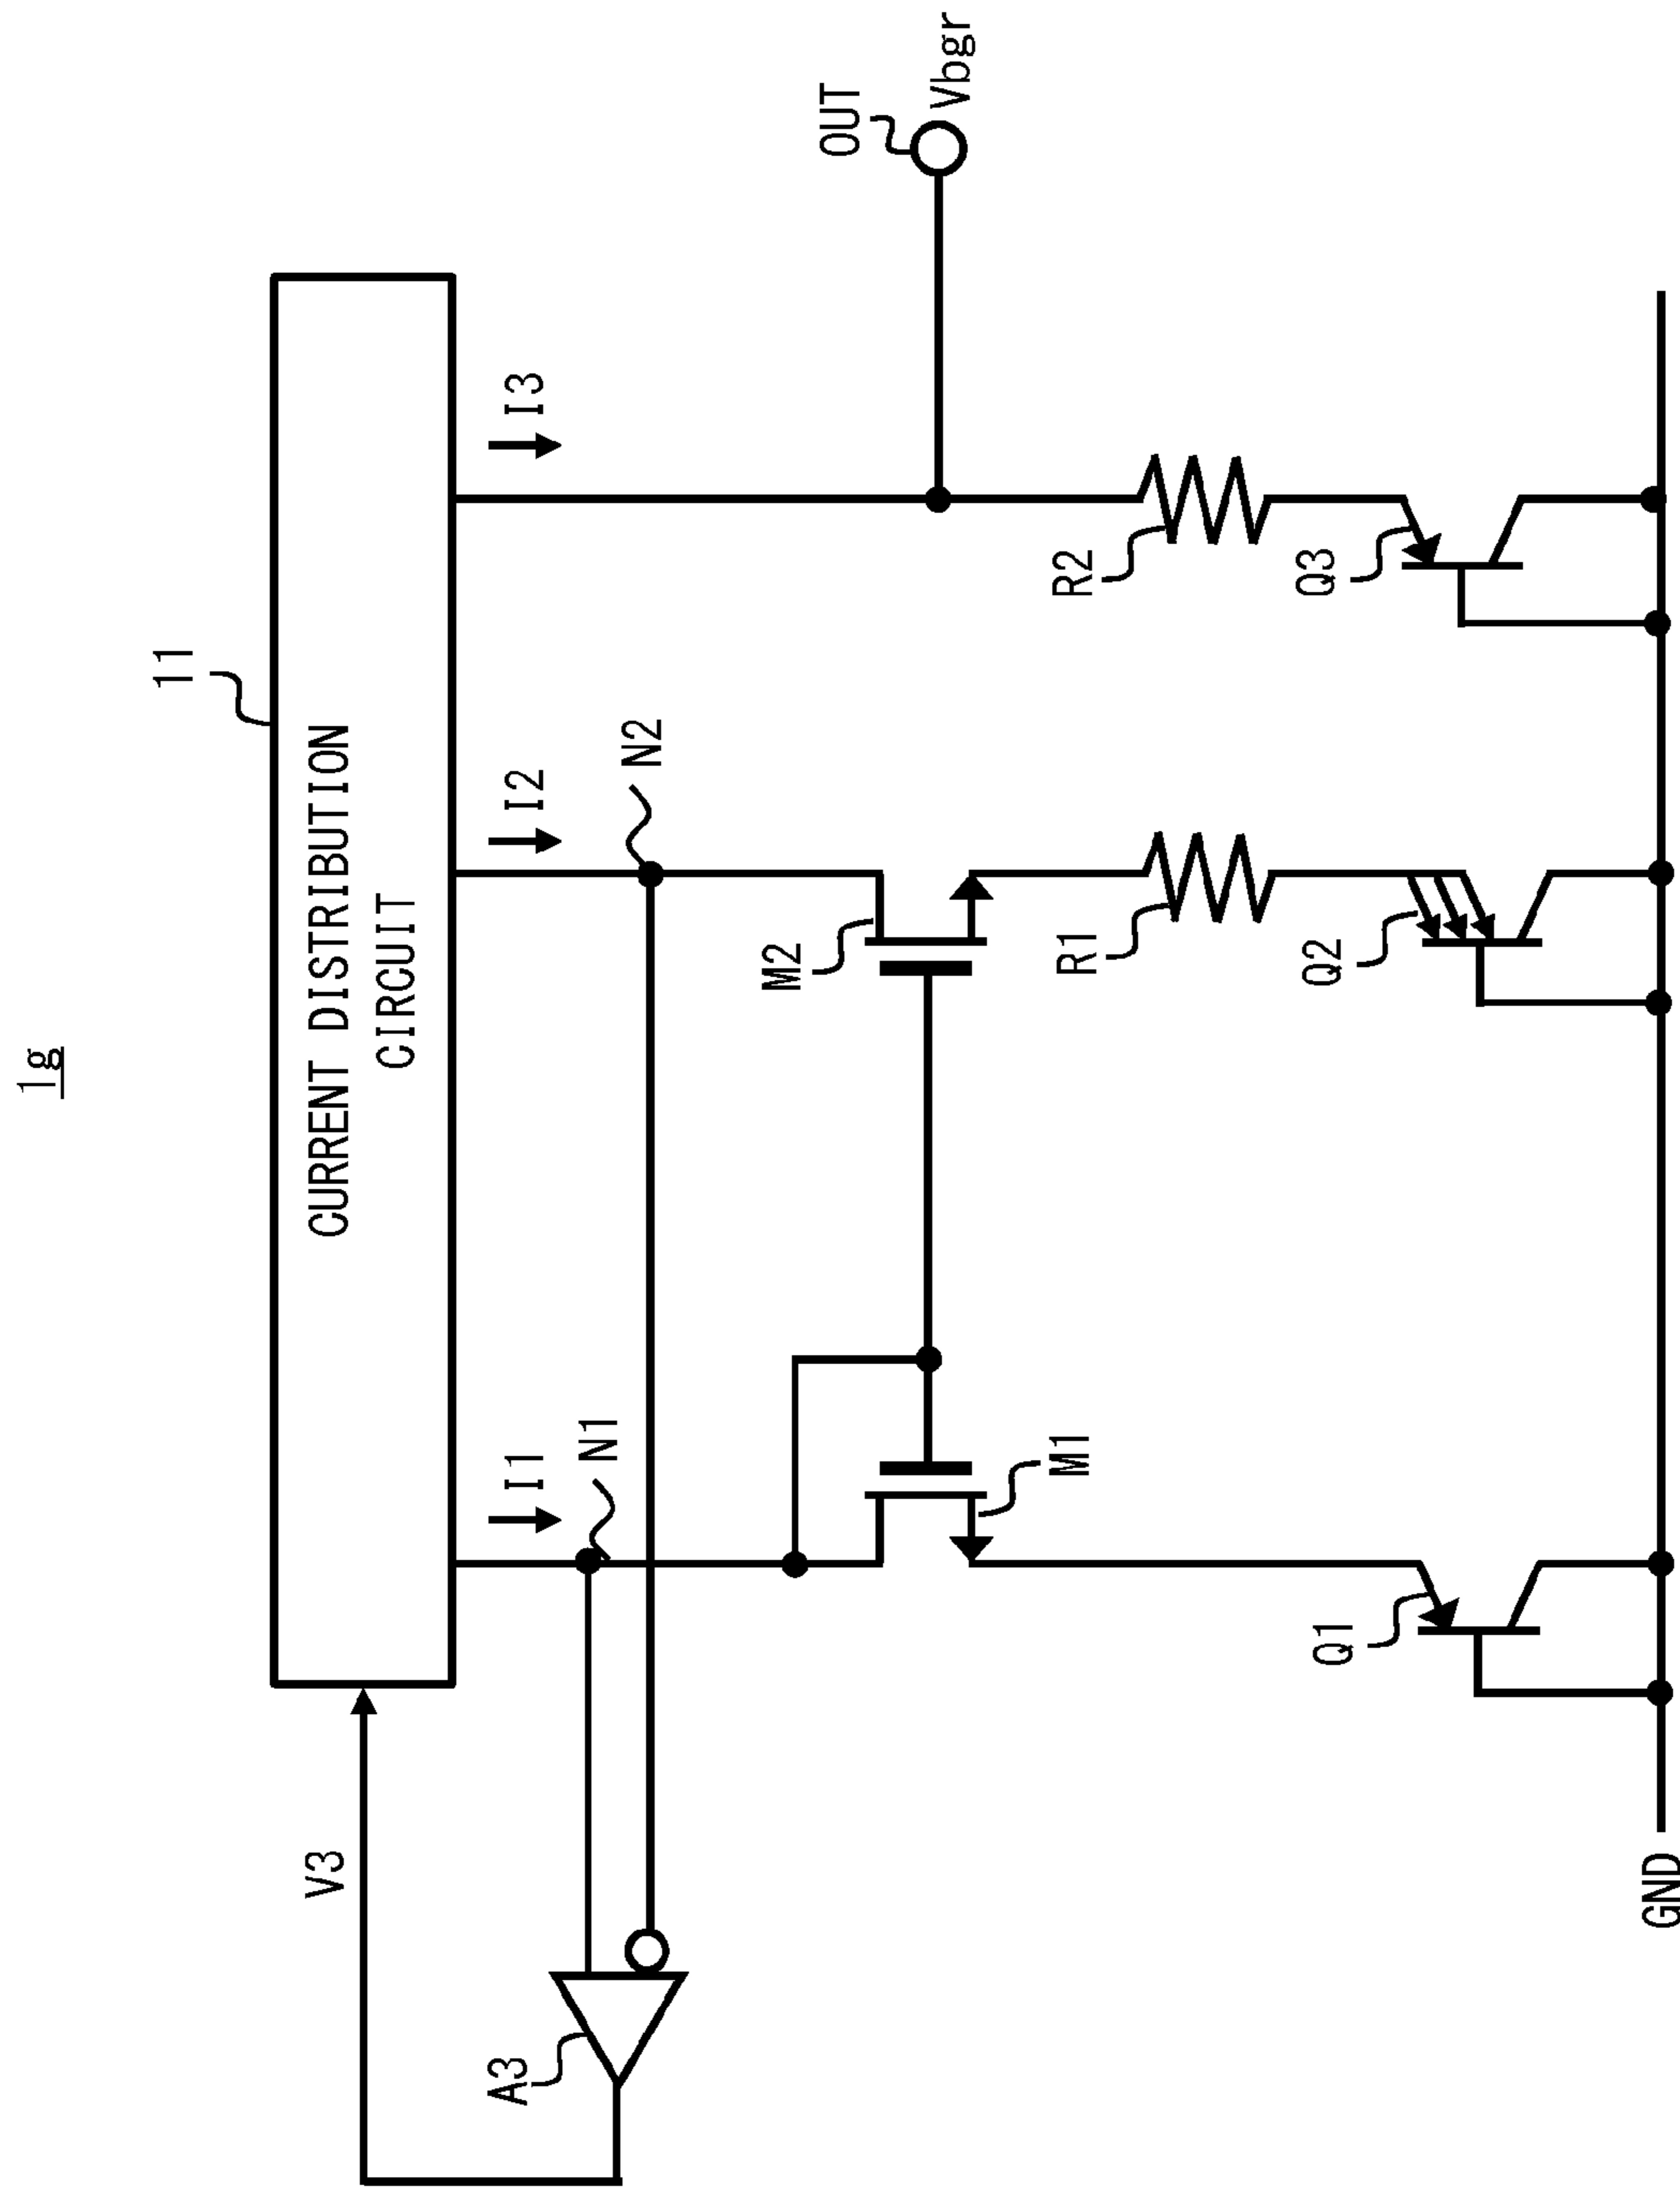 1g
11
CURRENT DISTRIBUTION
CIRCUIT
V3
I1
I2
I3
N1
N2
A3
OUT
Vbgr
M1
M2
R1
R2
Q1
Q2
Q3
GND